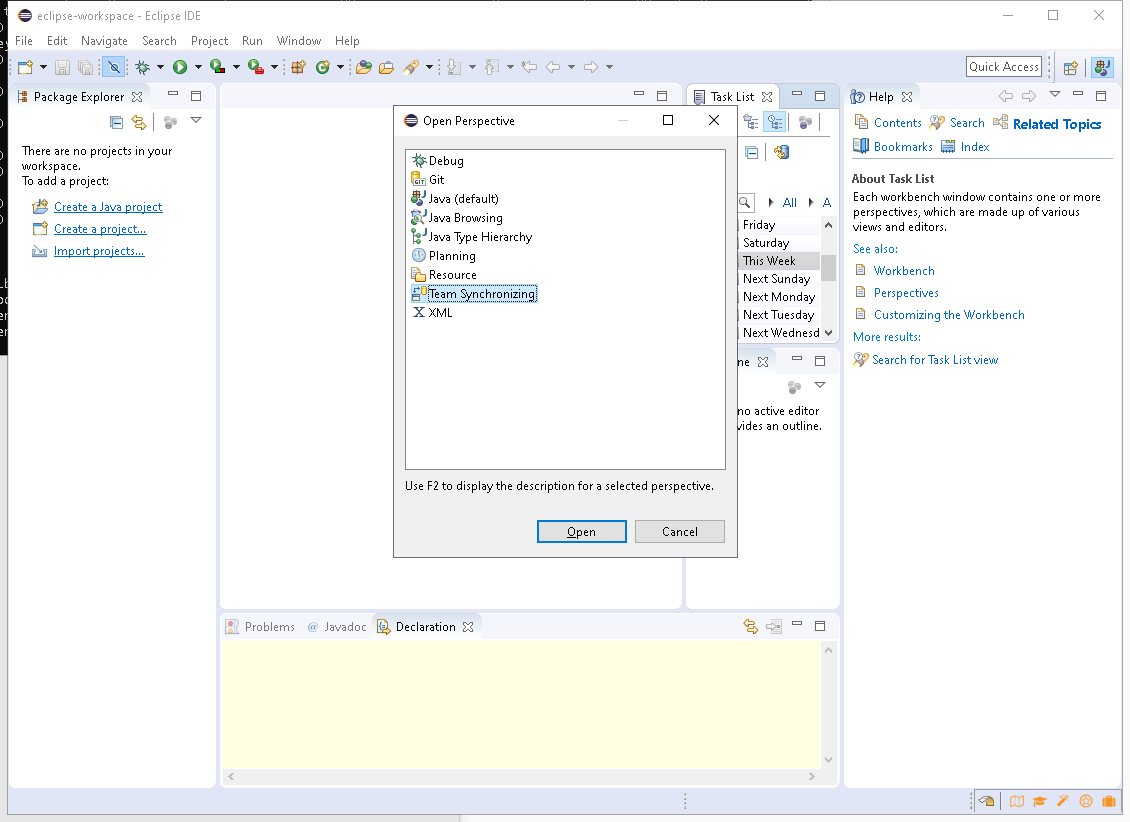 eclipse-workspace - Eclipse IDE
File Edit Navigate Search Project Run Window Help
Quick Access
Package Explorer
There are no projects in your
workspace.
To add a project:
Create a Java project
Create a project...
Import projects...
Open Perspective
Debug
Git
Java (default)
Java Browsing
Java Type Hierarchy
Planning
Resource
Team Synchronizing
XML
Use F2 to display the description for a selected perspective.
Open Cancel
Task List
All A
Friday
Saturday
This Week
Next Sunday
Next Monday
Next Tuesday
Next Wednesd
ne
no active editor
vides an outline.
Help
Contents Search Related Topics
Bookmarks Index
About Task List
Each workbench window contains one or more
perspectives, which are made up of various
views and editors.
See also:
Workbench
Perspectives
Customizing the Workbench
More results:
Search for Task List view
Problems @ Javadoc Declaration